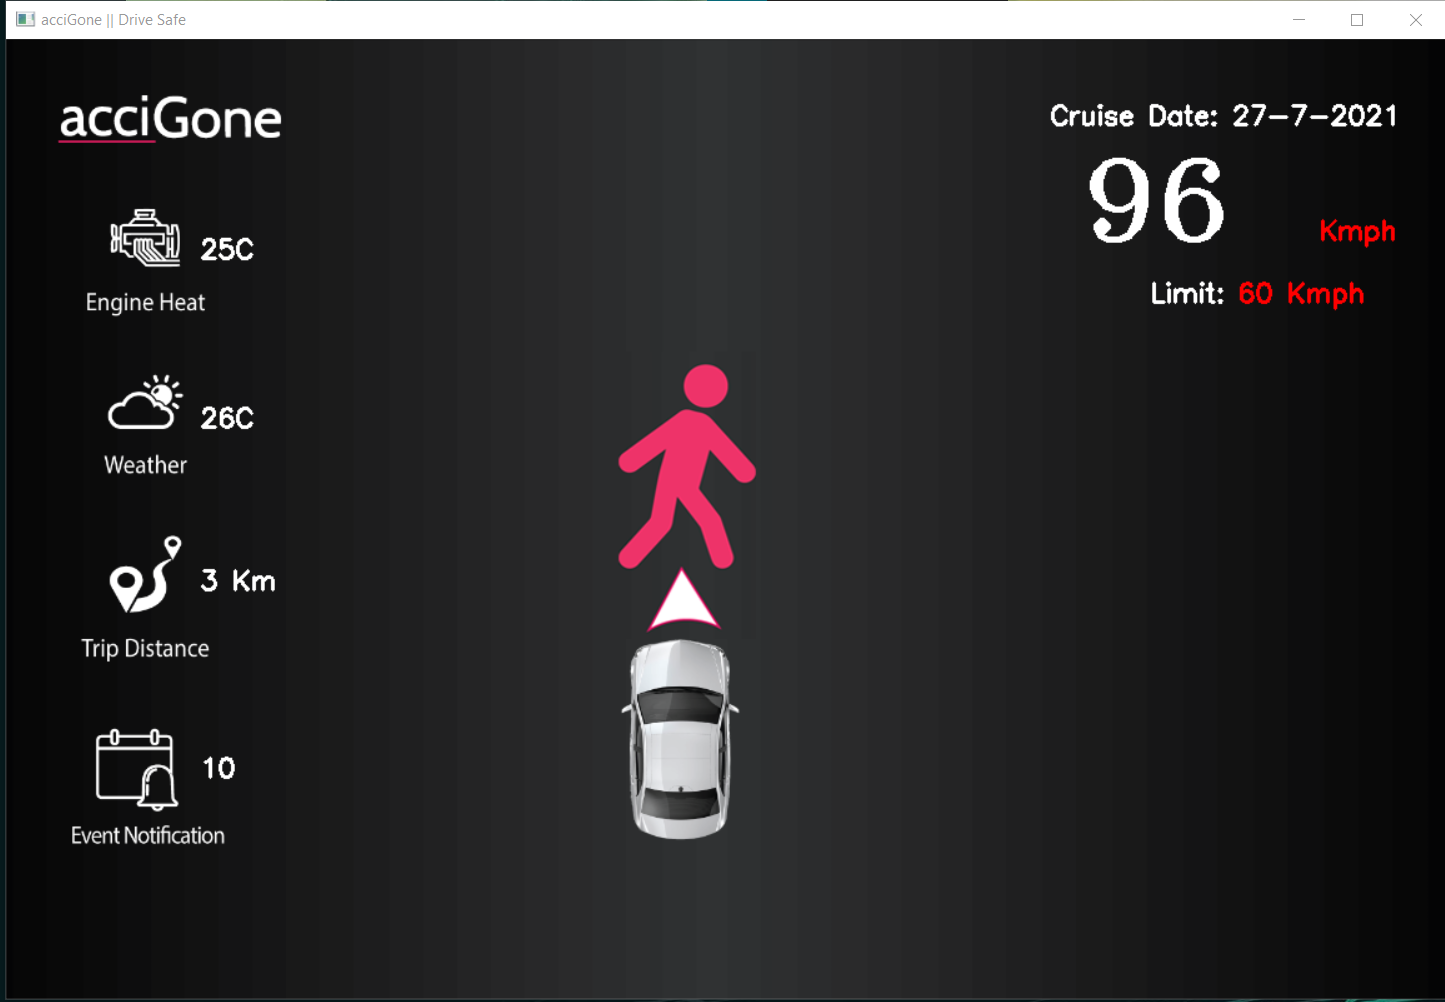 acciGone || Drive Safe
acciGone
Cruise Date: 27-7-2021
96 Kmph
Limit: 60 Kmph
25C
Engine Heat
26C
Weather
3 Km
Trip Distance
10
Event Notification